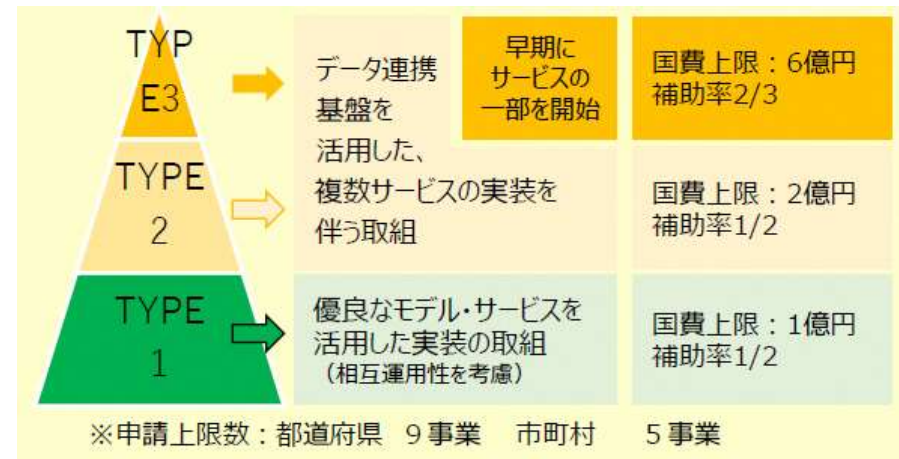 TYP
E3
データ連携
基盤を
活用した、
複数サービスの実装を
伴う取組
早期に
サービスの
一部を開始
国費上限：6億円
補助率2/3
TYPE
2
国費上限：2億円
補助率1/2
TYPE
1
優良なモデル・サービスを
活用した実装の取組
（相互運用性を考慮）
国費上限：1億円
補助率1/2
※申請上限数：都道府県　９事業　市町村　５事業